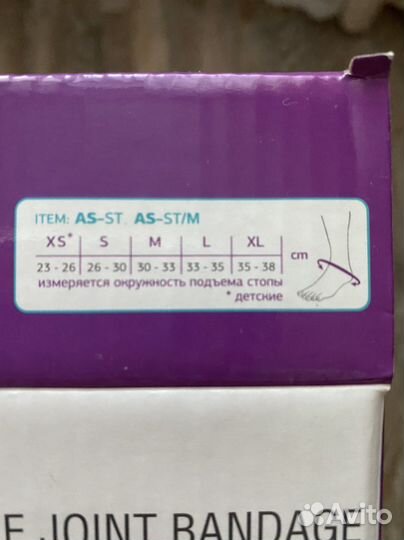 ITEM: AS-ST, AS-ST/M
XS* S M L XL
23 - 26 26 - 30 30 - 33 33 - 35 35 - 38 cm
измеряется окружность подъема стопы
* детские
E JOINT BANDAGE
Avito